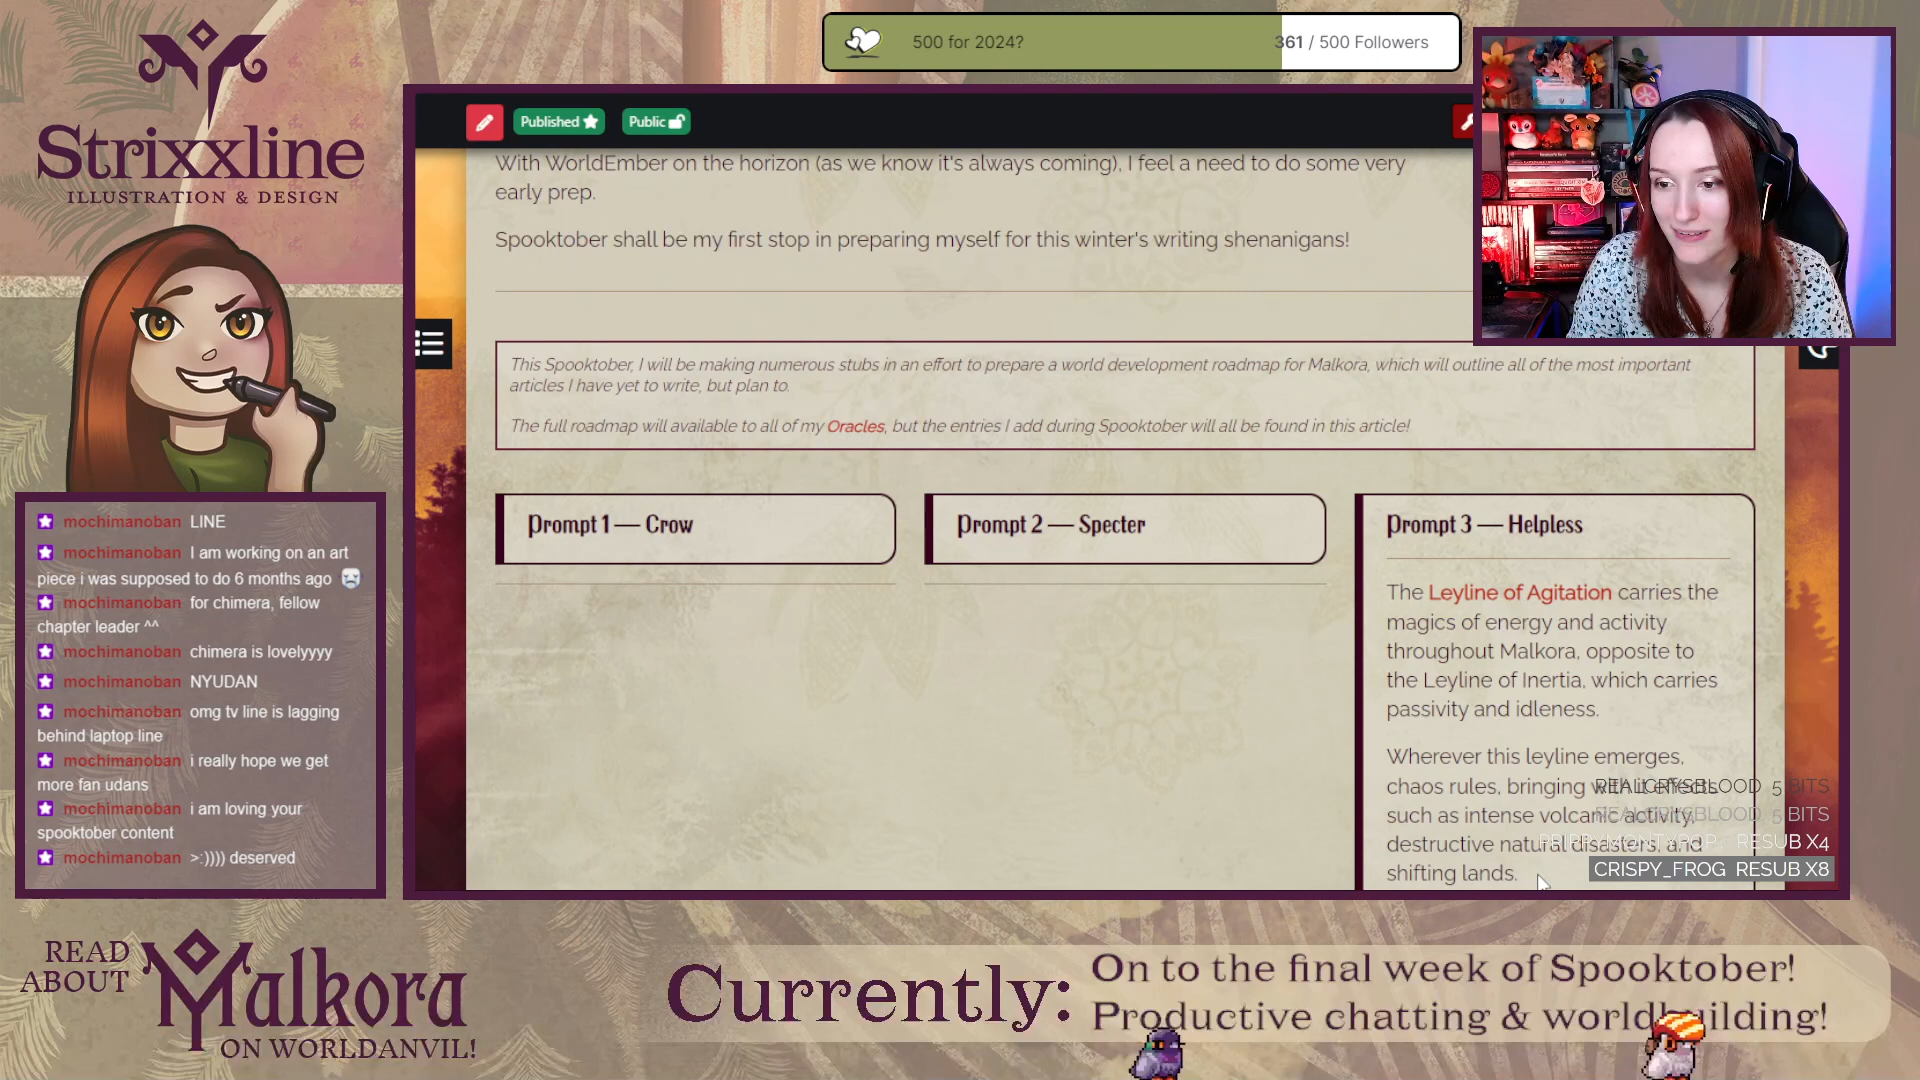 Strixxline
ILLUSTRATION & DESIGN
500 for 2024?
361 / 500 Followers
Published
Public
With WorldEmber on the horizon (as we know it's always coming), I feel a need to do some very
early prep.
Spooktober shall be my first stop in preparing myself for this winter's writing shenanigans!
This Spooktober, I will be making numerous stubs in an effort to prepare a world development roadmap for Malkora, which will outline all of the most important
articles I have yet to write, but plan to.
The full roadmap will available to all of my Oracles, but the entries I add during Spooktober will all be found in this article!
Prompt 1 — Crow
Prompt 2 — Specter
Prompt 3 — Helpless
The Leyline of Agitation carries the
magics of energy and activity
throughout Malkora, opposite to
the Leyline of Inertia, which carries
passivity and idleness.
Wherever this leyline emerges,
chaos rules, bringing with it effects
such as intense volcanic activity,
destructive natural disasters, and
shifting lands.
REALCRYSBLOOD 5 BITS
REALCRYSBLOOD 5 BITS
RESUB X4
CRISPY_FROG RESUB X8
mochimanoban LINE
mochimanoban I am working on an art
piece i was supposed to do 6 months ago
mochimanoban for chimera, fellow
chapter leader ^^
mochimanoban chimera is lovelyyyy
mochimanoban NYUDAN
mochimanoban omg tv line is lagging
behind laptop line
mochimanoban i really hope we get
more fan udans
mochimanoban i am loving your
spooktober content
mochimanoban >:)))) deserved
READ
ABOUT
Malkora
ON WORLDANVIL!
Currently:
On to the final week of Spooktober!
Productive chatting & worldbuilding!